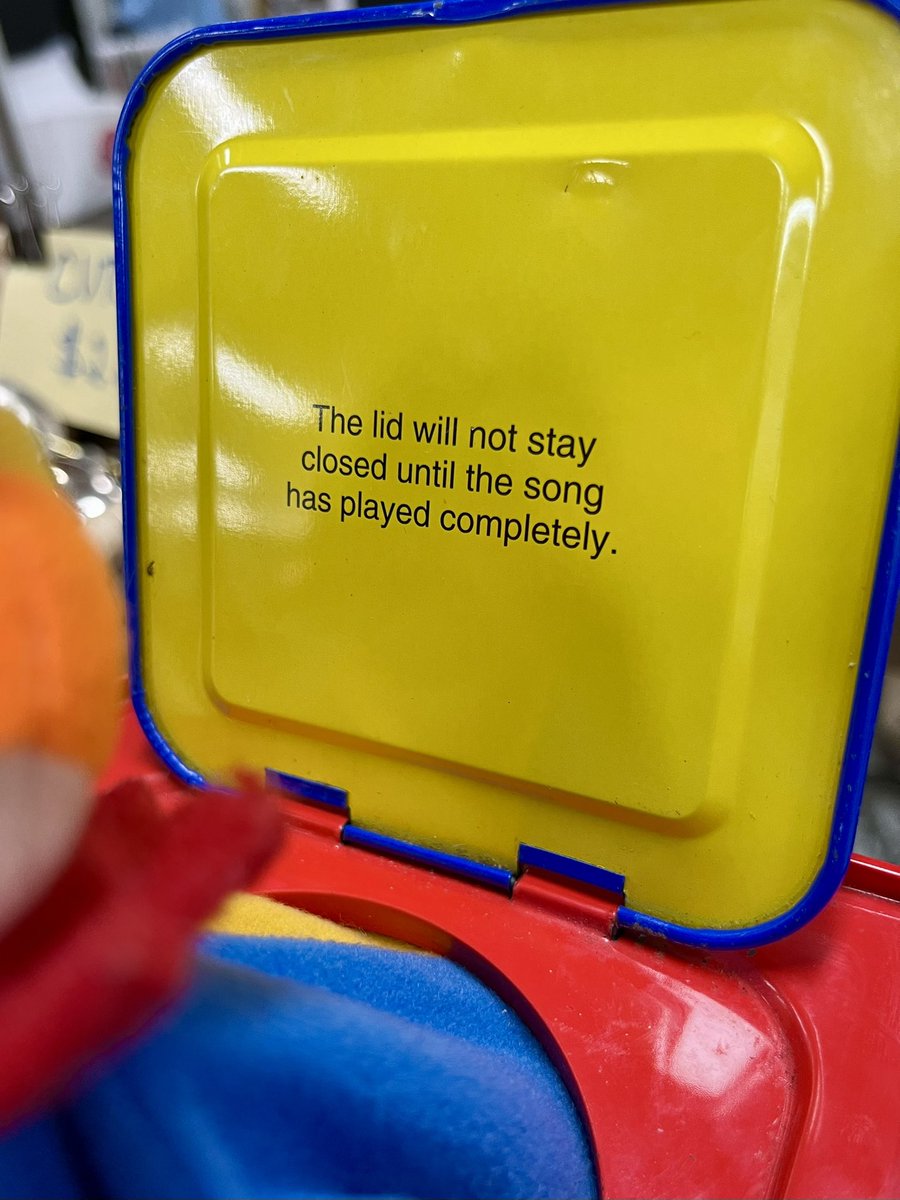 The lid will not stay
closed until the song
has played completely.